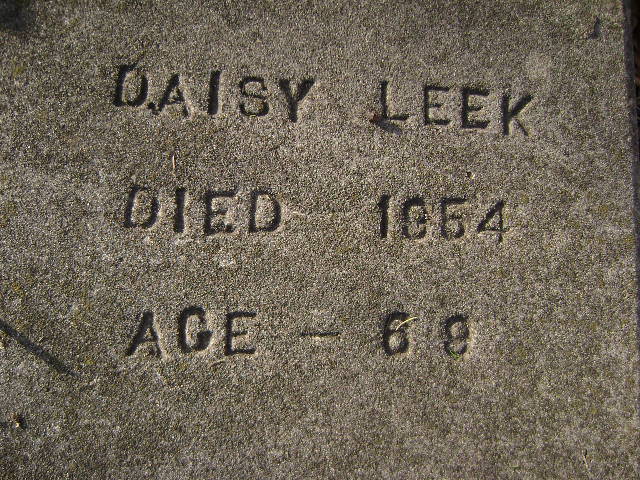 DAISY LEEK
DIED - 1954
AGE - 69